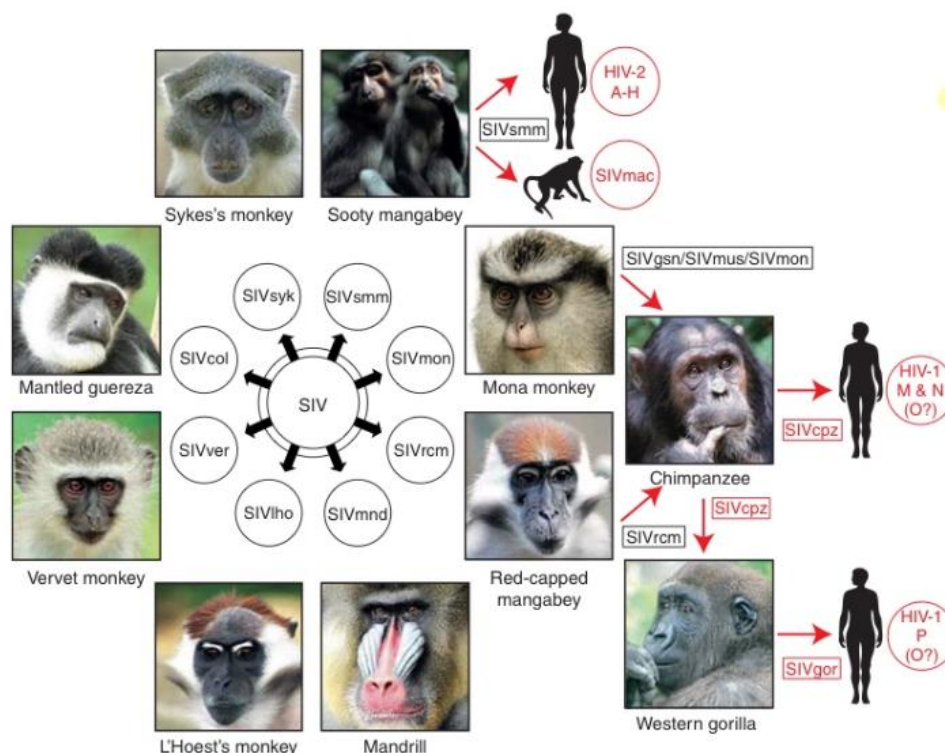 HIV-2
A-H
SIVsmm
SIVmac
Sykes's monkey
Sooty mangabey
SIVgsn/SIVmus/SIVmon
SIVsyk
SIVsmm
SIVcol
SIVmon
Mantled guereza
SIV
Mona monkey
HIV-1
M & N
(O?)
SIVcpz
SIVver
SIVrcm
Chimpanzee
SIVlho
SIVmnd
SIVcpz
SIVrcm
Vervet monkey
Red-capped
mangabey
HIV-1
P
(O?)
SIVgor
L'Hoest's monkey
Mandrill
Western gorilla